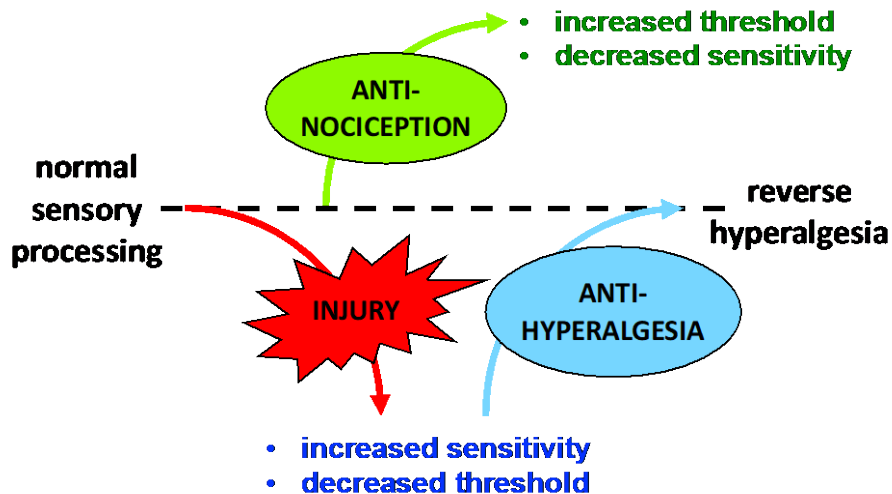 • increased threshold
• decreased sensitivity
ANTI-
NOCICEPTION
normal
sensory
processing
reverse
hyperalgesia
INJURY
ANTI-
HYPERALGESIA
• increased sensitivity
• decreased threshold